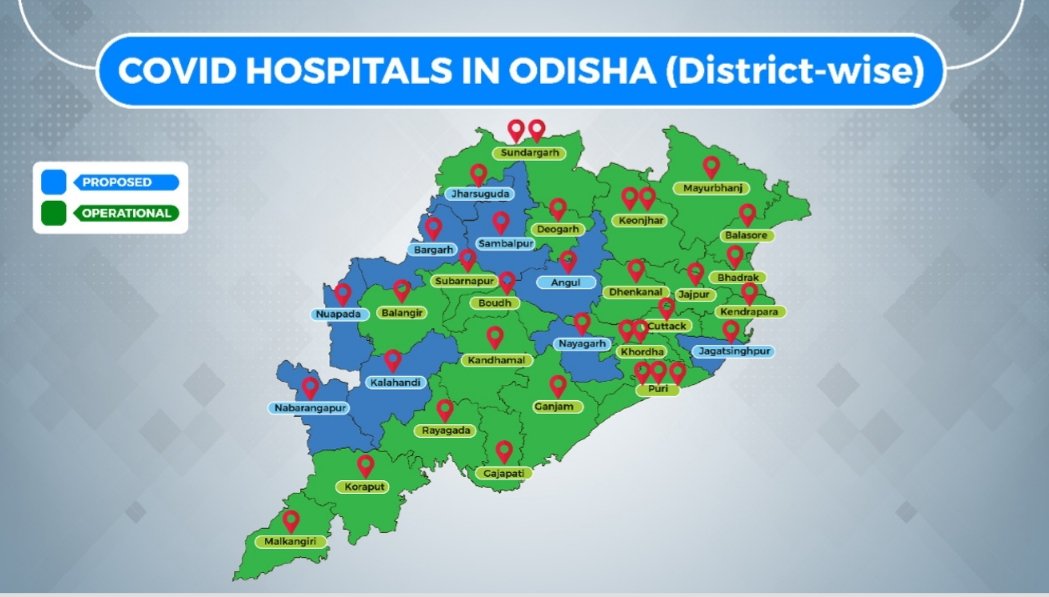 COVID HOSPITALS IN ODISHA (District-wise)
PROPOSED
OPERATIONAL
Sundargarh
Jharsuguda
Mayurbhanj
Keonjhar
Deogarh
Balasore
Sambalpur
Bargarh
Subarnapur
Angul
Bhadrak
Dhenkanal
Jajpur
Boudh
Nuapada
Balangir
Kendrapara
Cuttack
Nayagarh
Khordha
Jagatsinghpur
Kandhamal
Kalahandi
Puri
Nabarangapur
Ganjam
Rayagada
Gajapati
Koraput
Malkangiri